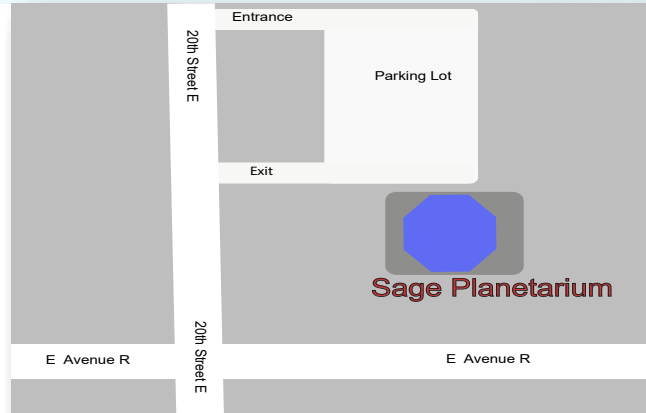 Entrance
20th Street E
Parking Lot
Exit
Sage Planetarium
20th Street E
E Avenue R
E Avenue R